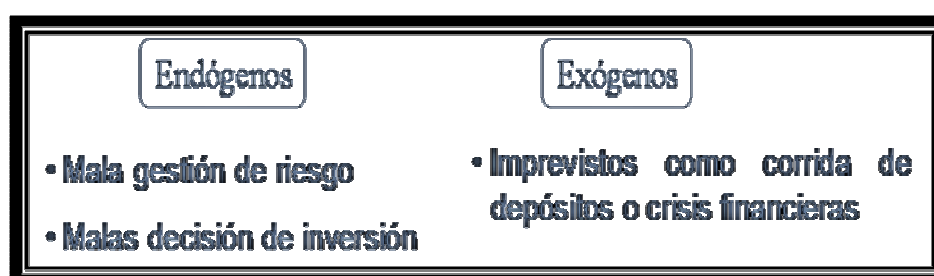 Endógenos
• Mala gestión de riesgo
• Malas decisión de inversión
Exógenos
• Imprevistos como corrida de
depósitos o crisis financieras